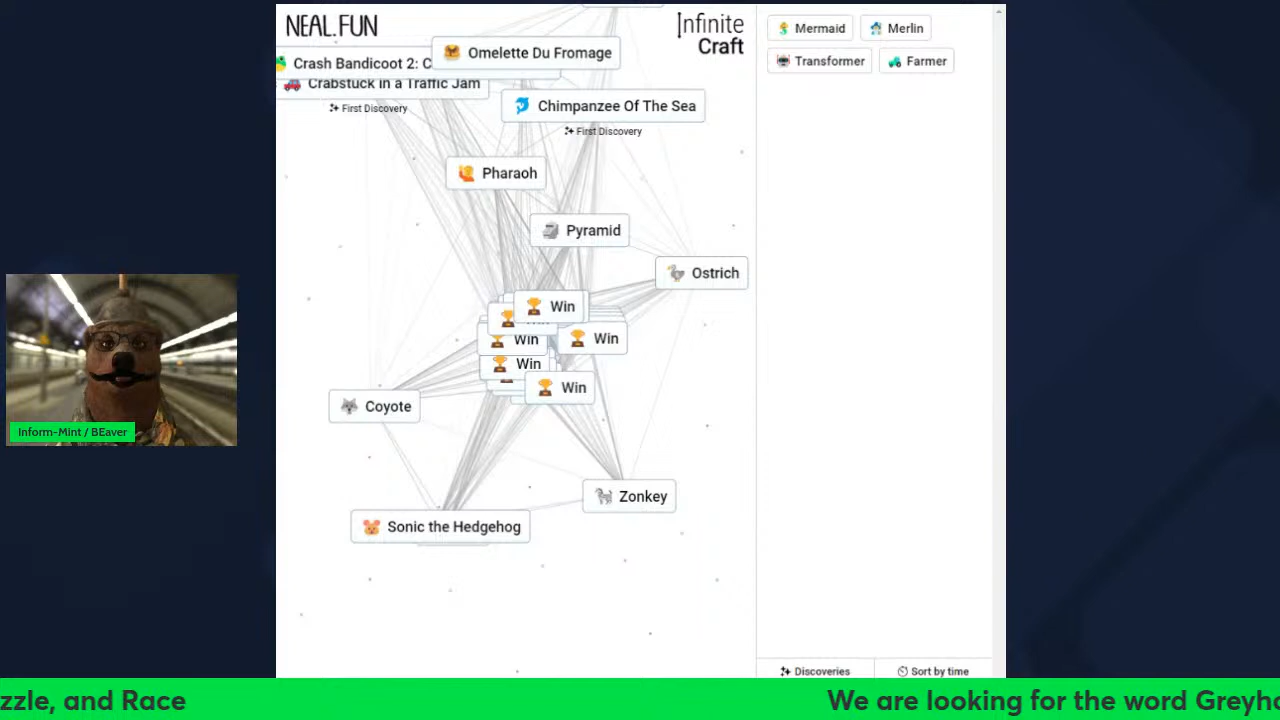 NEAL.FUN
Infinite
Craft
Omelette Du Fromage
Crash Bandicoot 2: C
Crabstuck in a Traffic Jam
First Discovery
Chimpanzee Of The Sea
First Discovery
Pharaoh
Pyramid
Ostrich
Win
Win
Win
Win
Win
Coyote
Zonkey
Sonic the Hedgehog
Mermaid
Merlin
Transformer
Farmer
Discoveries
Sort by time
Inform-Mint / BEaver
zzle, and Race
We are looking for the word Greyho